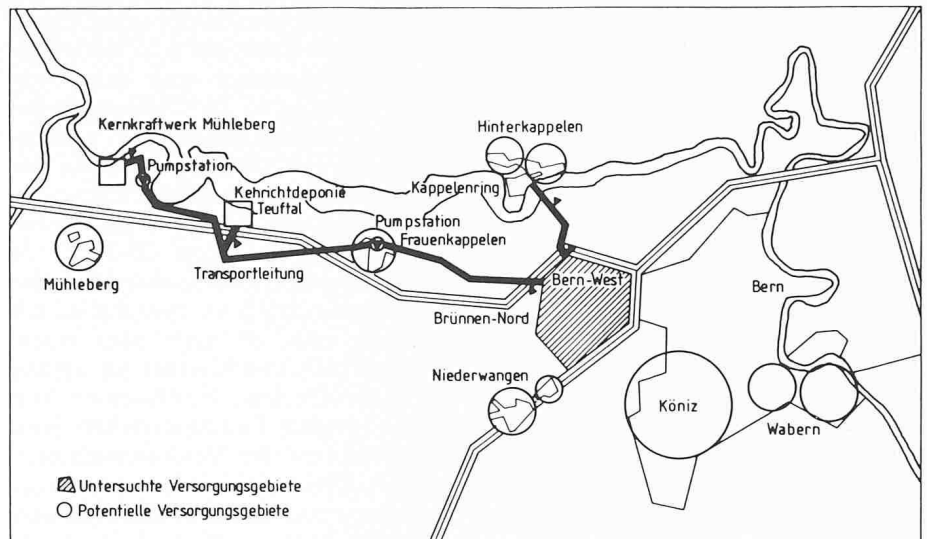 Kernkraftwerk Mühleberg
Pumpstation
Kehrichtdeponie
Teuftal
Hinterkappelen
Kappelenring
Pumpstation
Frauenkappelen
Mühleberg
Transportleitung
Bern-West
Bern
Brünnen-Nord
Niederwangen
Köniz
Wabern
Untersuchte Versorgungsgebiete
Potentielle Versorgungsgebiete